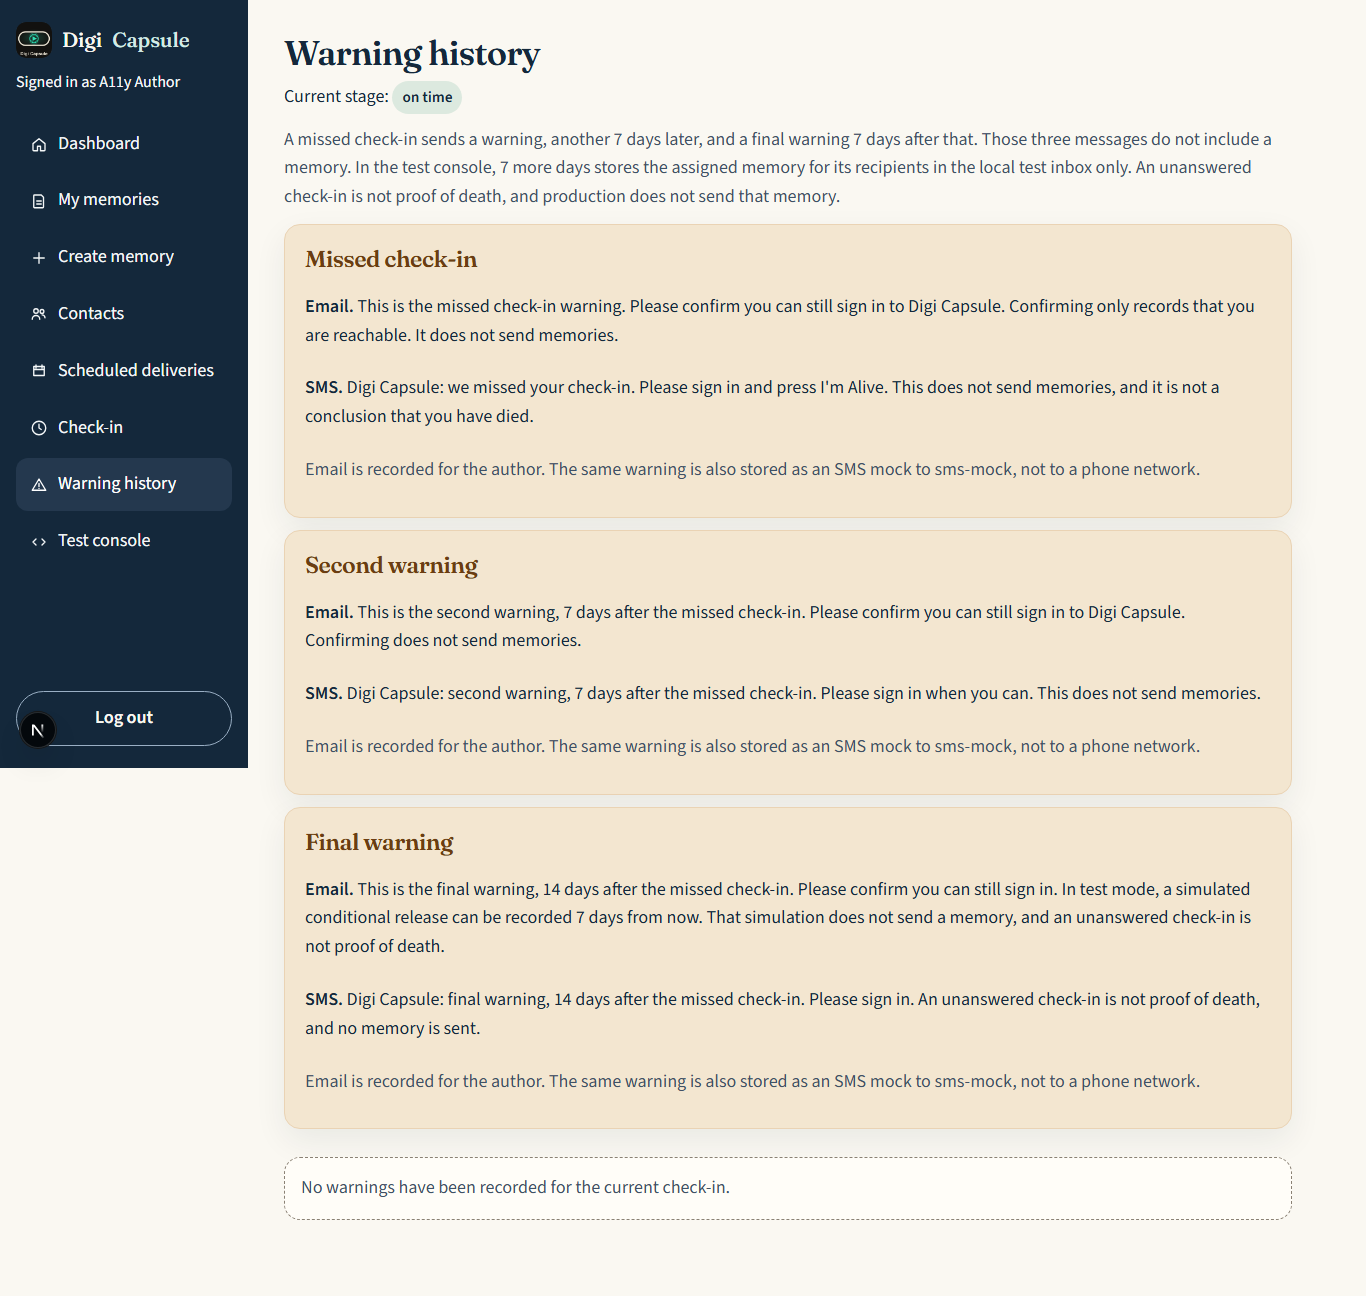 Digi Capsule
Digi Capsule
Signed in as A11y Author
Dashboard
My memories
Create memory
Contacts
Scheduled deliveries
Check-in
Warning history
Test console
Log out
N
Warning history
Current stage: on time
A missed check-in sends a warning, another 7 days later, and a final warning 7 days after that. Those three messages do not include a
memory. In the test console, 7 more days stores the assigned memory for its recipients in the local test inbox only. An unanswered
check-in is not proof of death, and production does not send that memory.
Missed check-in
Email. This is the missed check-in warning. Please confirm you can still sign in to Digi Capsule. Confirming only records that you
are reachable. It does not send memories.
SMS. Digi Capsule: we missed your check-in. Please sign in and press I'm Alive. This does not send memories, and it is not a
conclusion that you have died.
Email is recorded for the author. The same warning is also stored as an SMS mock to sms-mock, not to a phone network.
Second warning
Email. This is the second warning, 7 days after the missed check-in. Please confirm you can still sign in to Digi Capsule.
Confirming does not send memories.
SMS. Digi Capsule: second warning, 7 days after the missed check-in. Please sign in when you can. This does not send memories.
Email is recorded for the author. The same warning is also stored as an SMS mock to sms-mock, not to a phone network.
Final warning
Email. This is the final warning, 14 days after the missed check-in. Please confirm you can still sign in. In test mode, a simulated
conditional release can be recorded 7 days from now. That simulation does not send a memory, and an unanswered check-in is
not proof of death.
SMS. Digi Capsule: final warning, 14 days after the missed check-in. Please sign in. An unanswered check-in is not proof of death,
and no memory is sent.
Email is recorded for the author. The same warning is also stored as an SMS mock to sms-mock, not to a phone network.
No warnings have been recorded for the current check-in.